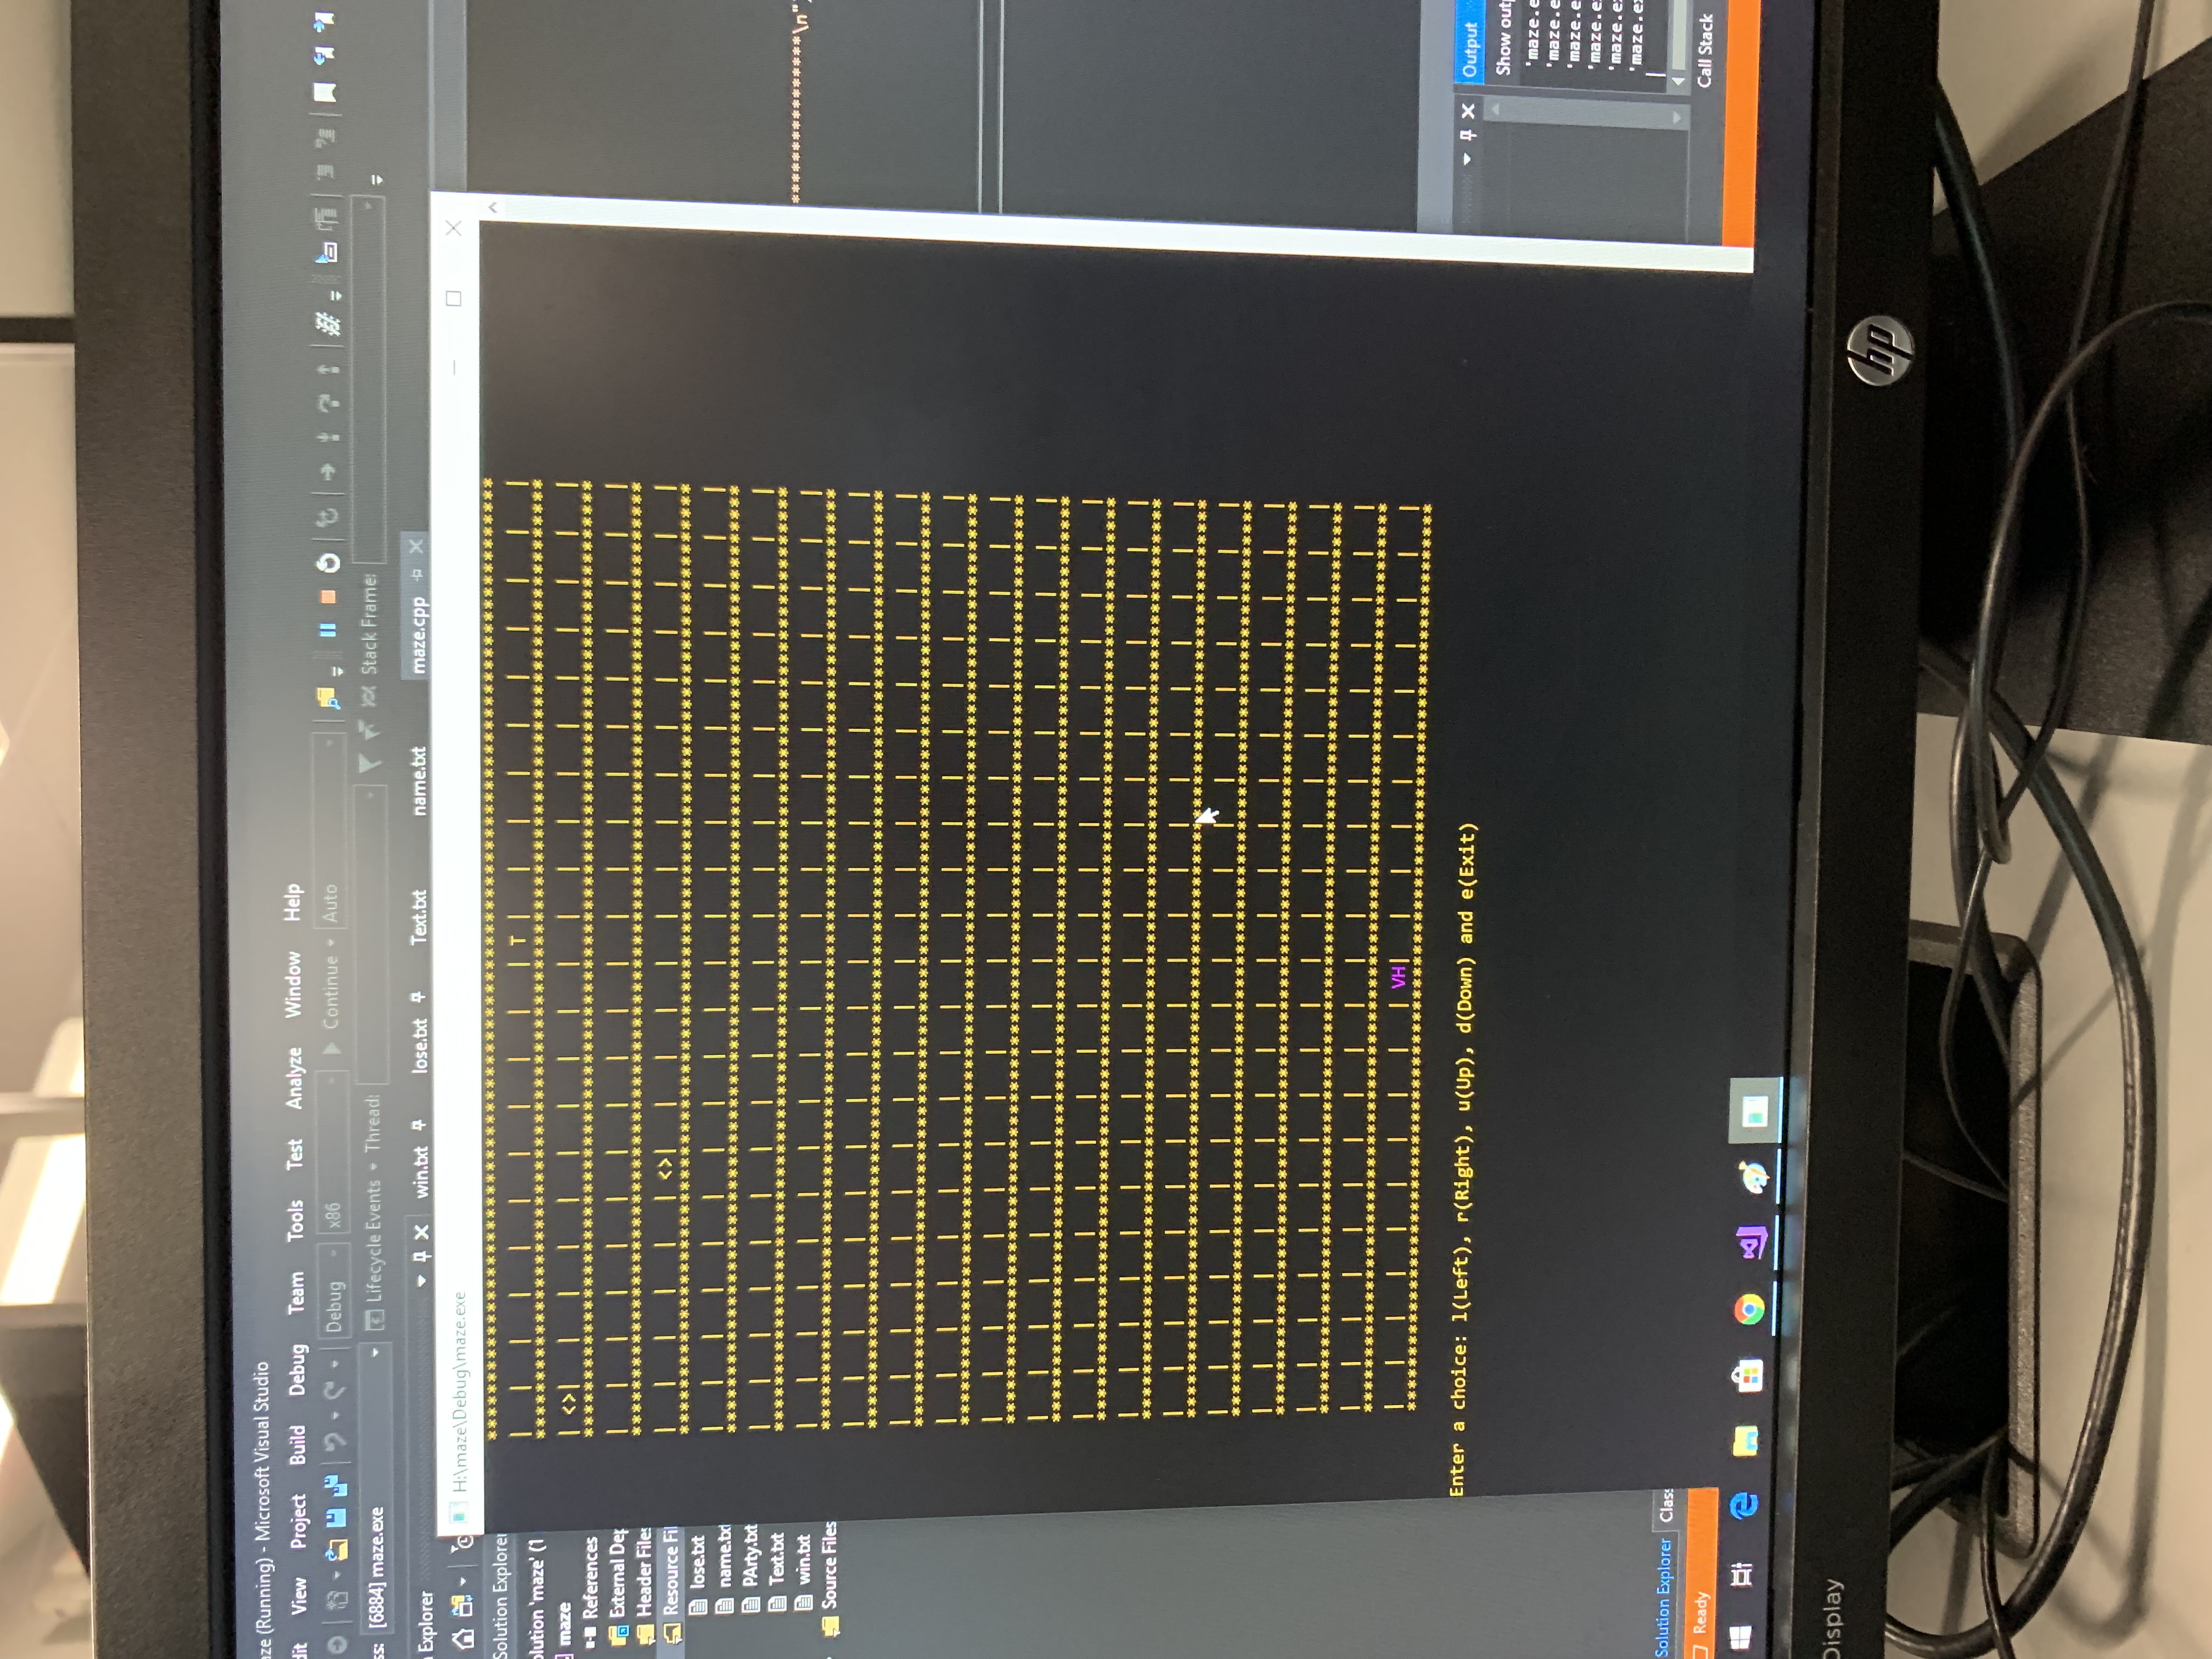 aze (Running) - Microsoft Visual Studio
dit View Project Build Debug Team Tools Test Analyze Window Help
Debug x86 Continue Auto
ss: [6884] maze.exe Lifecycle Events Thread: Stack Frame:
Explorer win.txt lose.txt Text.txt name.txt maze.cpp
H:\maze\Debug\maze.exe
Solution Explorer
olution 'maze' (1
maze
References
External Dep
Header Files
Resource Fi
lose.txt
name.txt
PArty.txt
Text.txt
win.txt
Source Files
T
<>
<>
VH
Enter a choice: l(Left), r(Right), u(Up), d(Down) and e(Exit)
****************\n"
Output
Show outp
'maze.e
'maze.e
'maze.e
'maze.ex
'maze.ex
'maze.ex
Call Stack
Solution Explorer Class
Ready
Display
hp